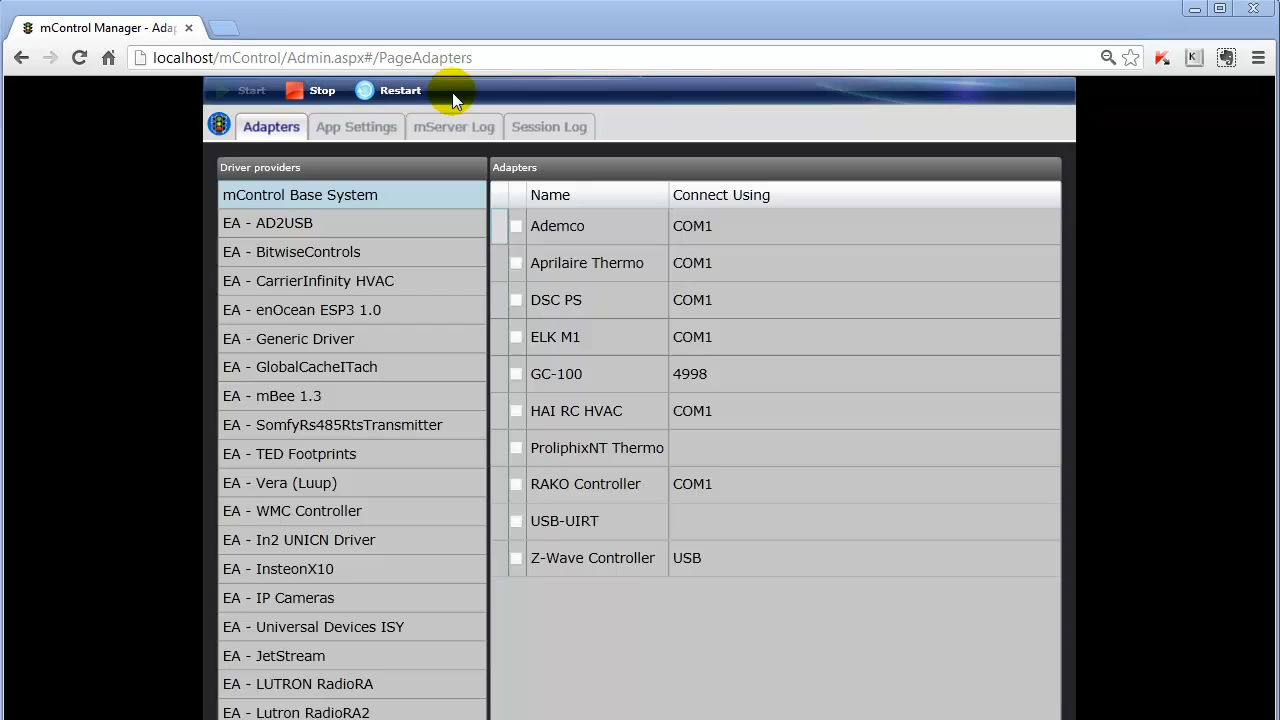 mControl Manager - Ada
localhost/mControl/Admin.aspx#/PageAdapters
Start Stop Restart
Adapters App Settings mServer Log Session Log
Driver providers
mControl Base System
EA - AD2USB
EA - BitwiseControls
EA - CarrierInfinity HVAC
EA - enOcean ESP3 1.0
EA - Generic Driver
EA - GlobalCacheITach
EA - mBee 1.3
EA - SomfyRs485RtsTransmitter
EA - TED Footprints
EA - Vera (Luup)
EA - WMC Controller
EA - In2 UNICN Driver
EA - InsteonX10
EA - IP Cameras
EA - Universal Devices ISY
EA - JetStream
EA - LUTRON RadioRA
EA - Lutron RadioRA2
Adapters
Name Connect Using
Ademco COM1
Aprilaire Thermo COM1
DSC PS COM1
ELK M1 COM1
GC-100 4998
HAI RC HVAC COM1
ProliphixNT Thermo
RAKO Controller COM1
USB-UIRT
Z-Wave Controller USB